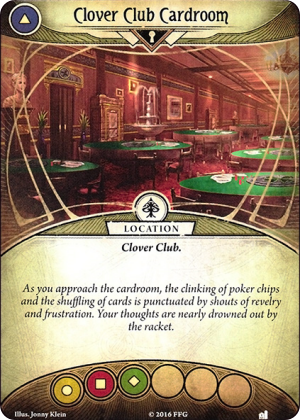 Clover Club Cardroom
LOCATION
Clover Club.
As you approach the cardroom, the clinking of poker chips
and the shuffling of cards is punctuated by shouts of revelry
and frustration. Your thoughts are nearly drowned out by
the racket.
Illus. Jonny Klein
© 2016 FFG